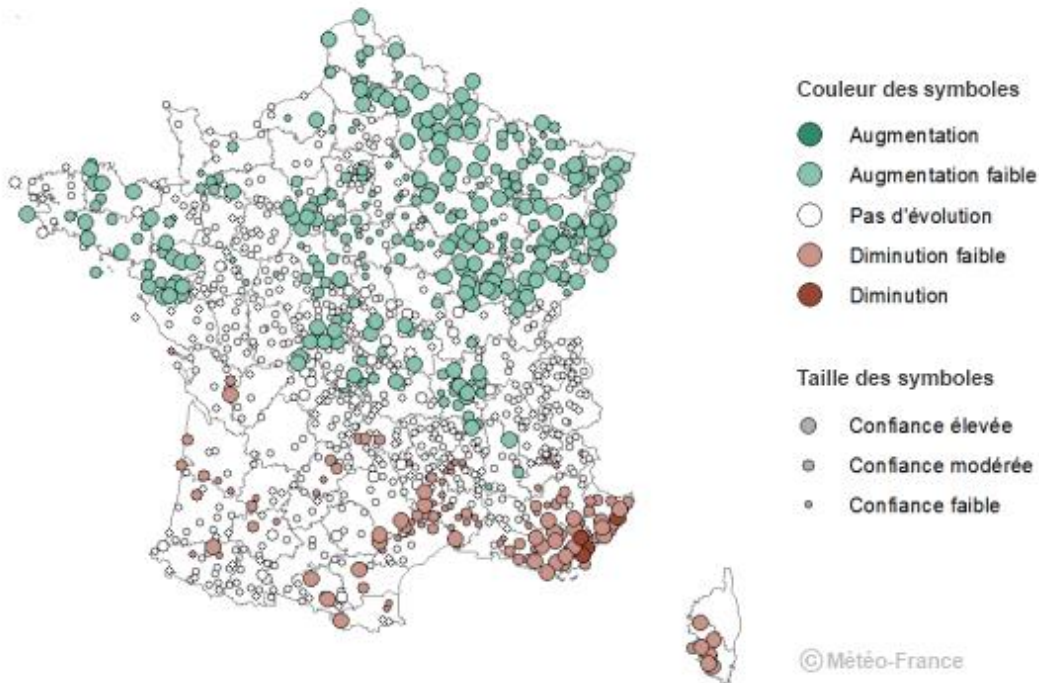 Couleur des symboles
Augmentation
Augmentation faible
Pas d'évolution
Diminution faible
Diminution
Taille des symboles
Confiance élevée
Confiance modérée
Confiance faible
© Météo-France